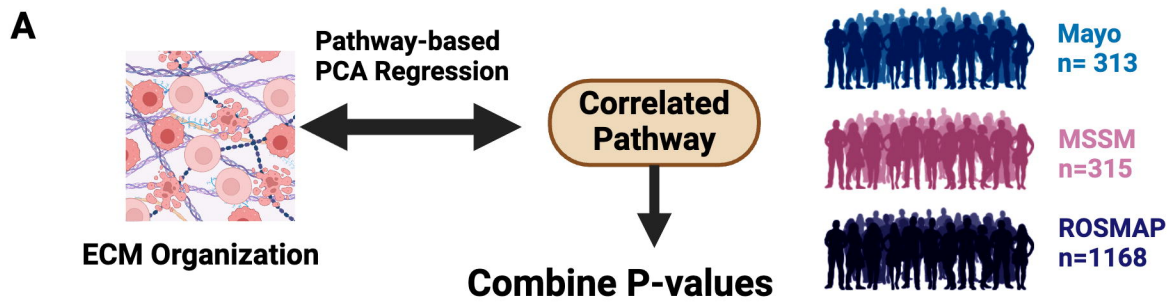 A
Pathway-based
PCA Regression
ECM Organization
Correlated
Pathway
Combine P-values
Mayo
n= 313
MSSM
n=315
ROSMAP
n=1168